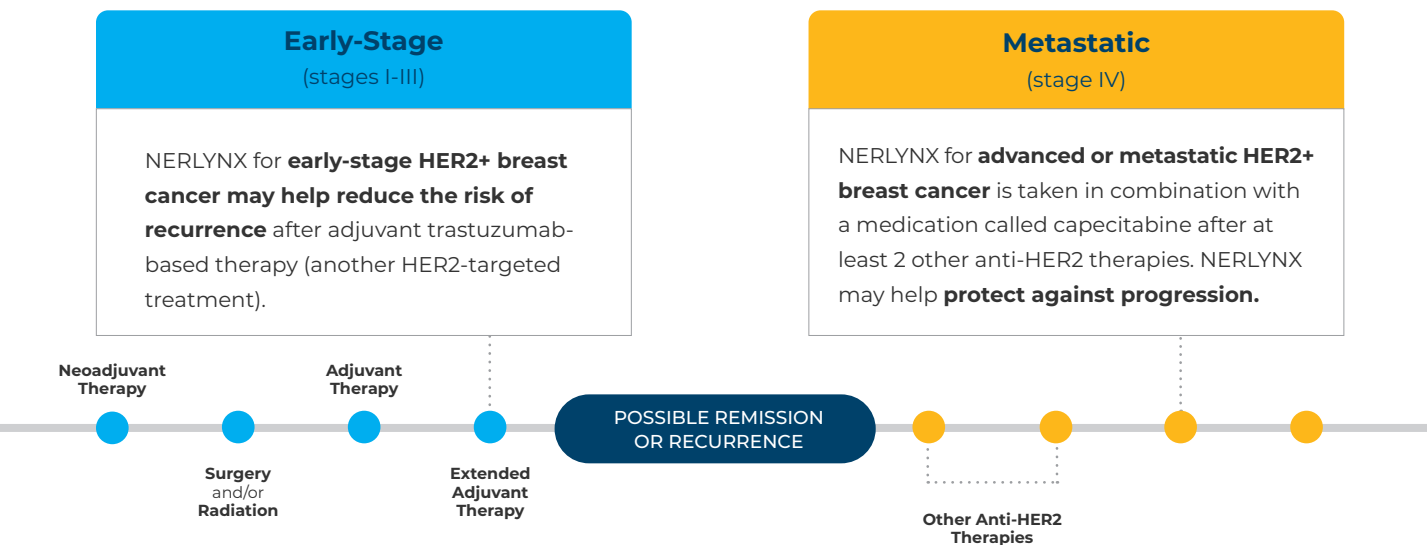 Early-Stage
(stages I-III)
NERLYNX for early-stage HER2+ breast
cancer may help reduce the risk of
recurrence after adjuvant trastuzumab-
based therapy (another HER2-targeted
treatment).
Metastatic
(stage IV)
NERLYNX for advanced or metastatic HER2+
breast cancer is taken in combination with
a medication called capecitabine after at
least 2 other anti-HER2 therapies. NERLYNX
may help protect against progression.
Neoadjuvant
Therapy
Surgery
and/or
Radiation
Adjuvant
Therapy
Extended
Adjuvant
Therapy
POSSIBLE REMISSION
OR RECURRENCE
Other Anti-HER2
Therapies